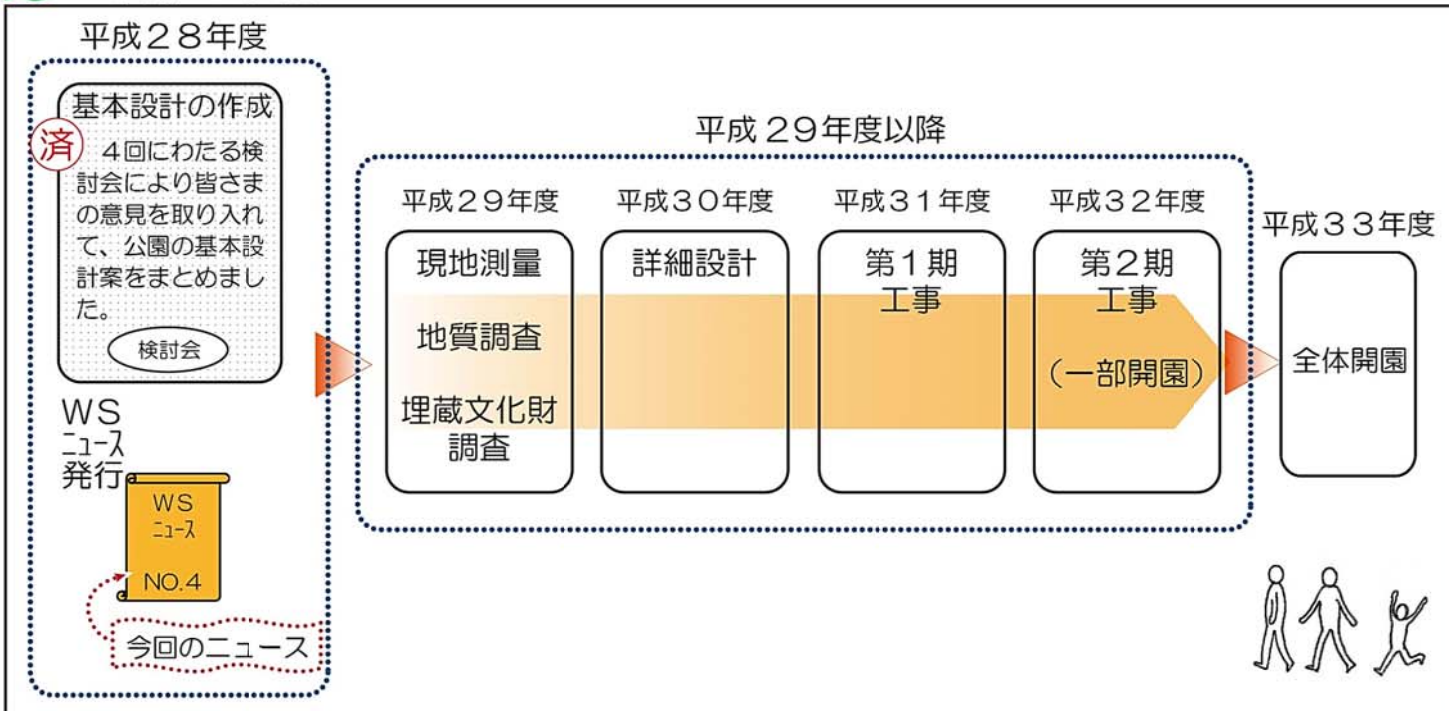 平成２８年度
基本設計の作成
済
４回にわたる検
討会により皆さま
の意見を取り入れ
て、公園の基本設
計案をまとめまし
た。
検討会
ＷＳ
ﾆｭｰｽ
発行
ＷＳ
ﾆｭｰｽ
NO.4
今回のニュース
平成２９年度以降
平成２９年度
現地測量
地質調査
埋蔵文化財
調査
平成３０年度
詳細設計
平成３１年度
第１期
工事
平成３２年度
第２期
工事
（一部開園）
平成３３年度
全体開園